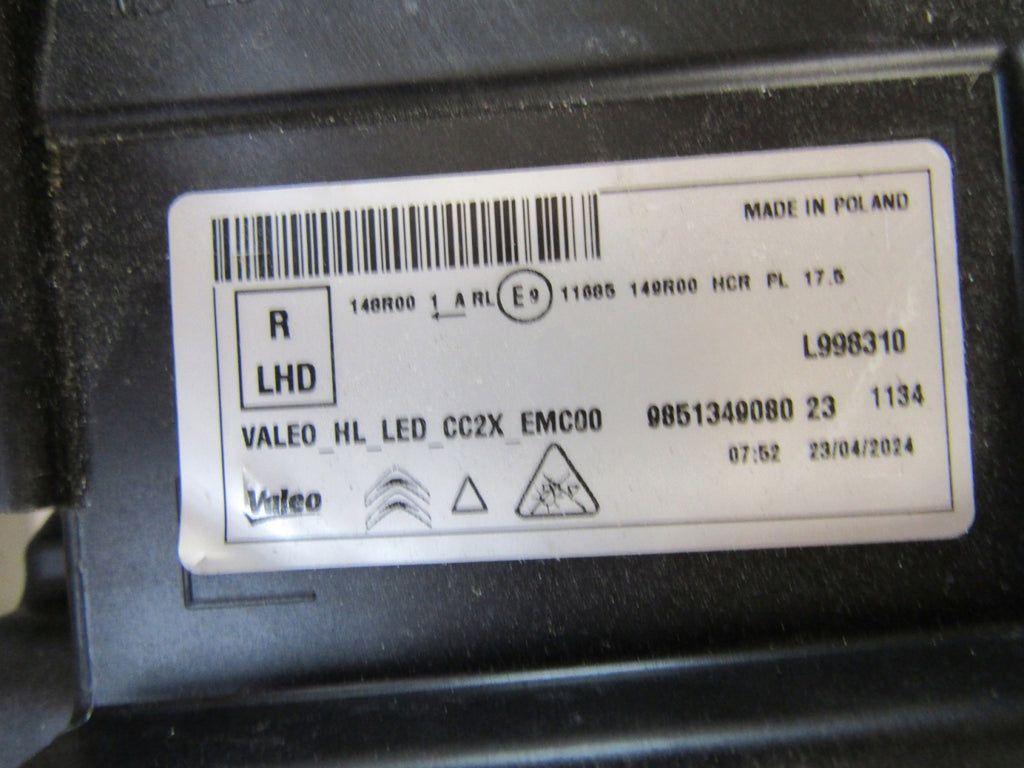 MADE IN POLAND
148R00 1 A RL E9 11685 149R00 HCR PL 17.5
R
LHD
L998310
VALEO_HL_LED_CC2X_EMC00 9851349080 23 1134
07:52 23/04/2024
Valeo